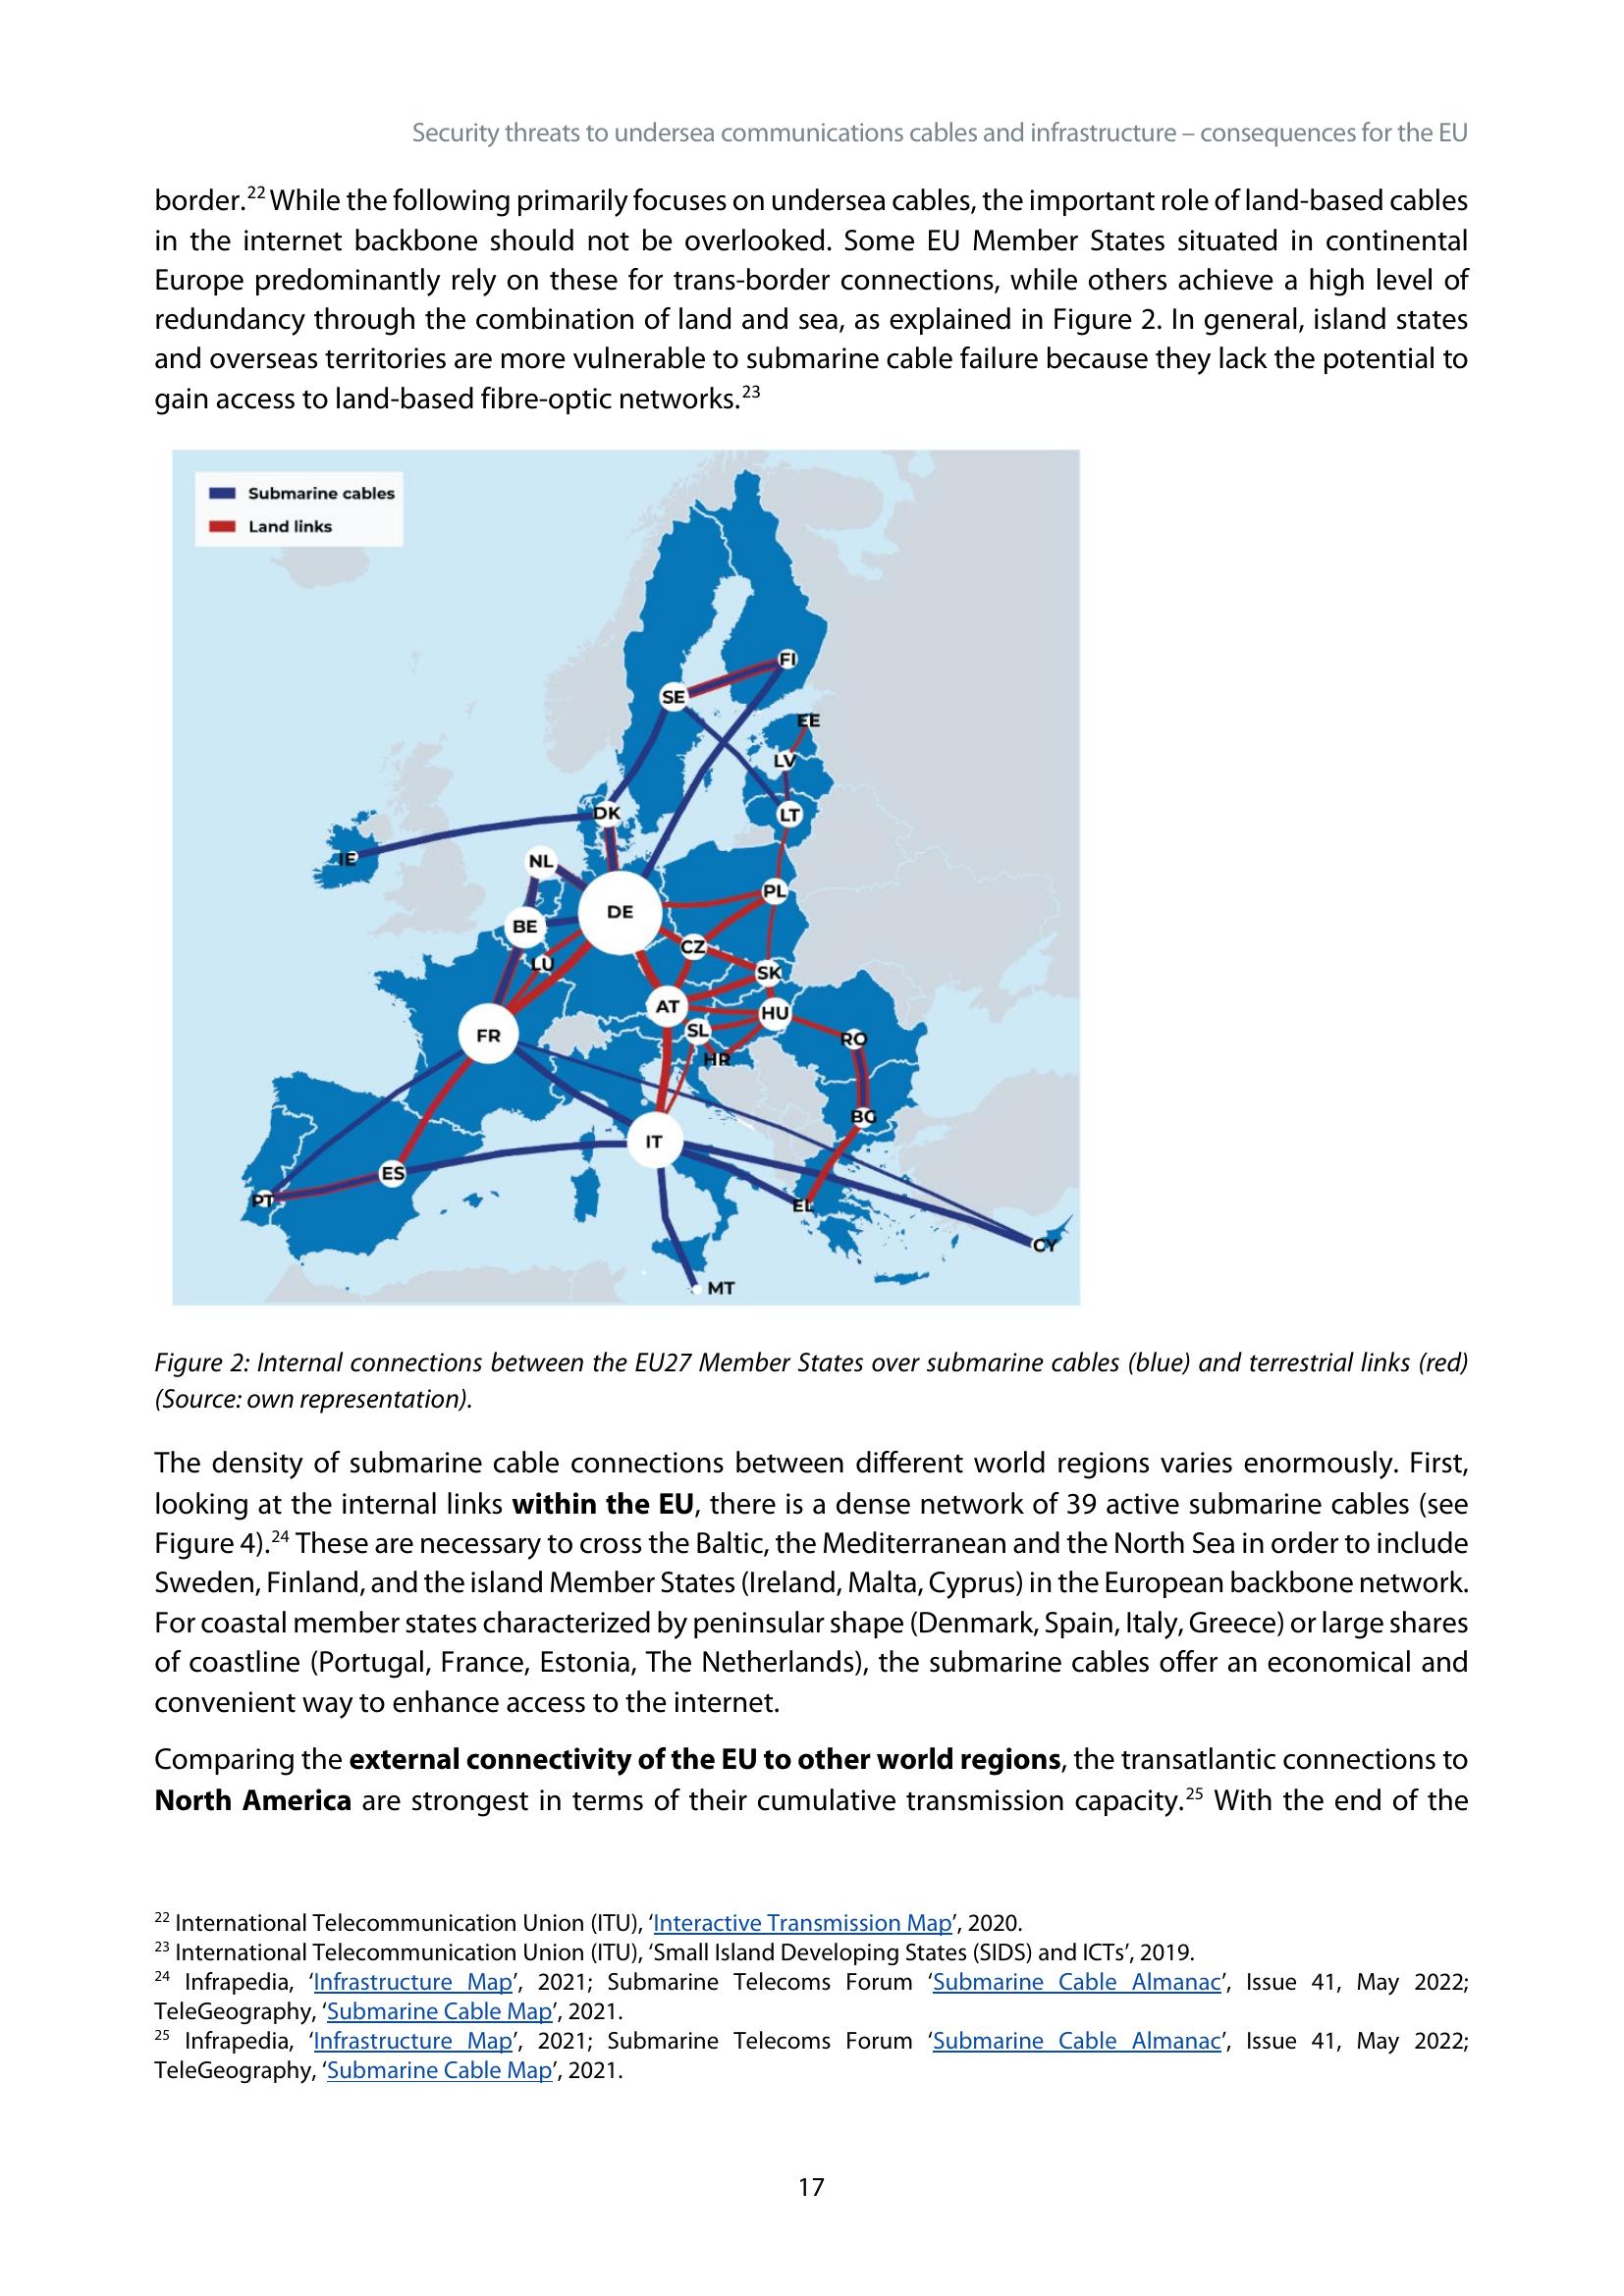 Security threats to undersea communications cables and infrastructure – consequences for the EU
border.22 While the following primarily focuses on undersea cables, the important role of land-based cables
in the internet backbone should not be overlooked. Some EU Member States situated in continental
Europe predominantly rely on these for trans-border connections, while others achieve a high level of
redundancy through the combination of land and sea, as explained in Figure 2. In general, island states
and overseas territories are more vulnerable to submarine cable failure because they lack the potential to
gain access to land-based fibre-optic networks.23
Submarine cables
Land links
FI
SE
EE
LV
DK
LT
IE
NL
PL
DE
BE
CZ
LU
SK
AT
HU
FR
SL
RO
HR
BG
IT
ES
PT
EL
CY
MT
Figure 2: Internal connections between the EU27 Member States over submarine cables (blue) and terrestrial links (red)
(Source: own representation).
The density of submarine cable connections between different world regions varies enormously. First,
looking at the internal links within the EU, there is a dense network of 39 active submarine cables (see
Figure 4).24 These are necessary to cross the Baltic, the Mediterranean and the North Sea in order to include
Sweden, Finland, and the island Member States (Ireland, Malta, Cyprus) in the European backbone network.
For coastal member states characterized by peninsular shape (Denmark, Spain, Italy, Greece) or large shares
of coastline (Portugal, France, Estonia, The Netherlands), the submarine cables offer an economical and
convenient way to enhance access to the internet.
Comparing the external connectivity of the EU to other world regions, the transatlantic connections to
North America are strongest in terms of their cumulative transmission capacity.25 With the end of the
22 International Telecommunication Union (ITU), ‘Interactive Transmission Map’, 2020.
23 International Telecommunication Union (ITU), ‘Small Island Developing States (SIDS) and ICTs’, 2019.
24 Infrapedia, ‘Infrastructure Map’, 2021; Submarine Telecoms Forum ‘Submarine Cable Almanac’, Issue 41, May 2022;
TeleGeography, ‘Submarine Cable Map’, 2021.
25 Infrapedia, ‘Infrastructure Map’, 2021; Submarine Telecoms Forum ‘Submarine Cable Almanac’, Issue 41, May 2022;
TeleGeography, ‘Submarine Cable Map’, 2021.
17